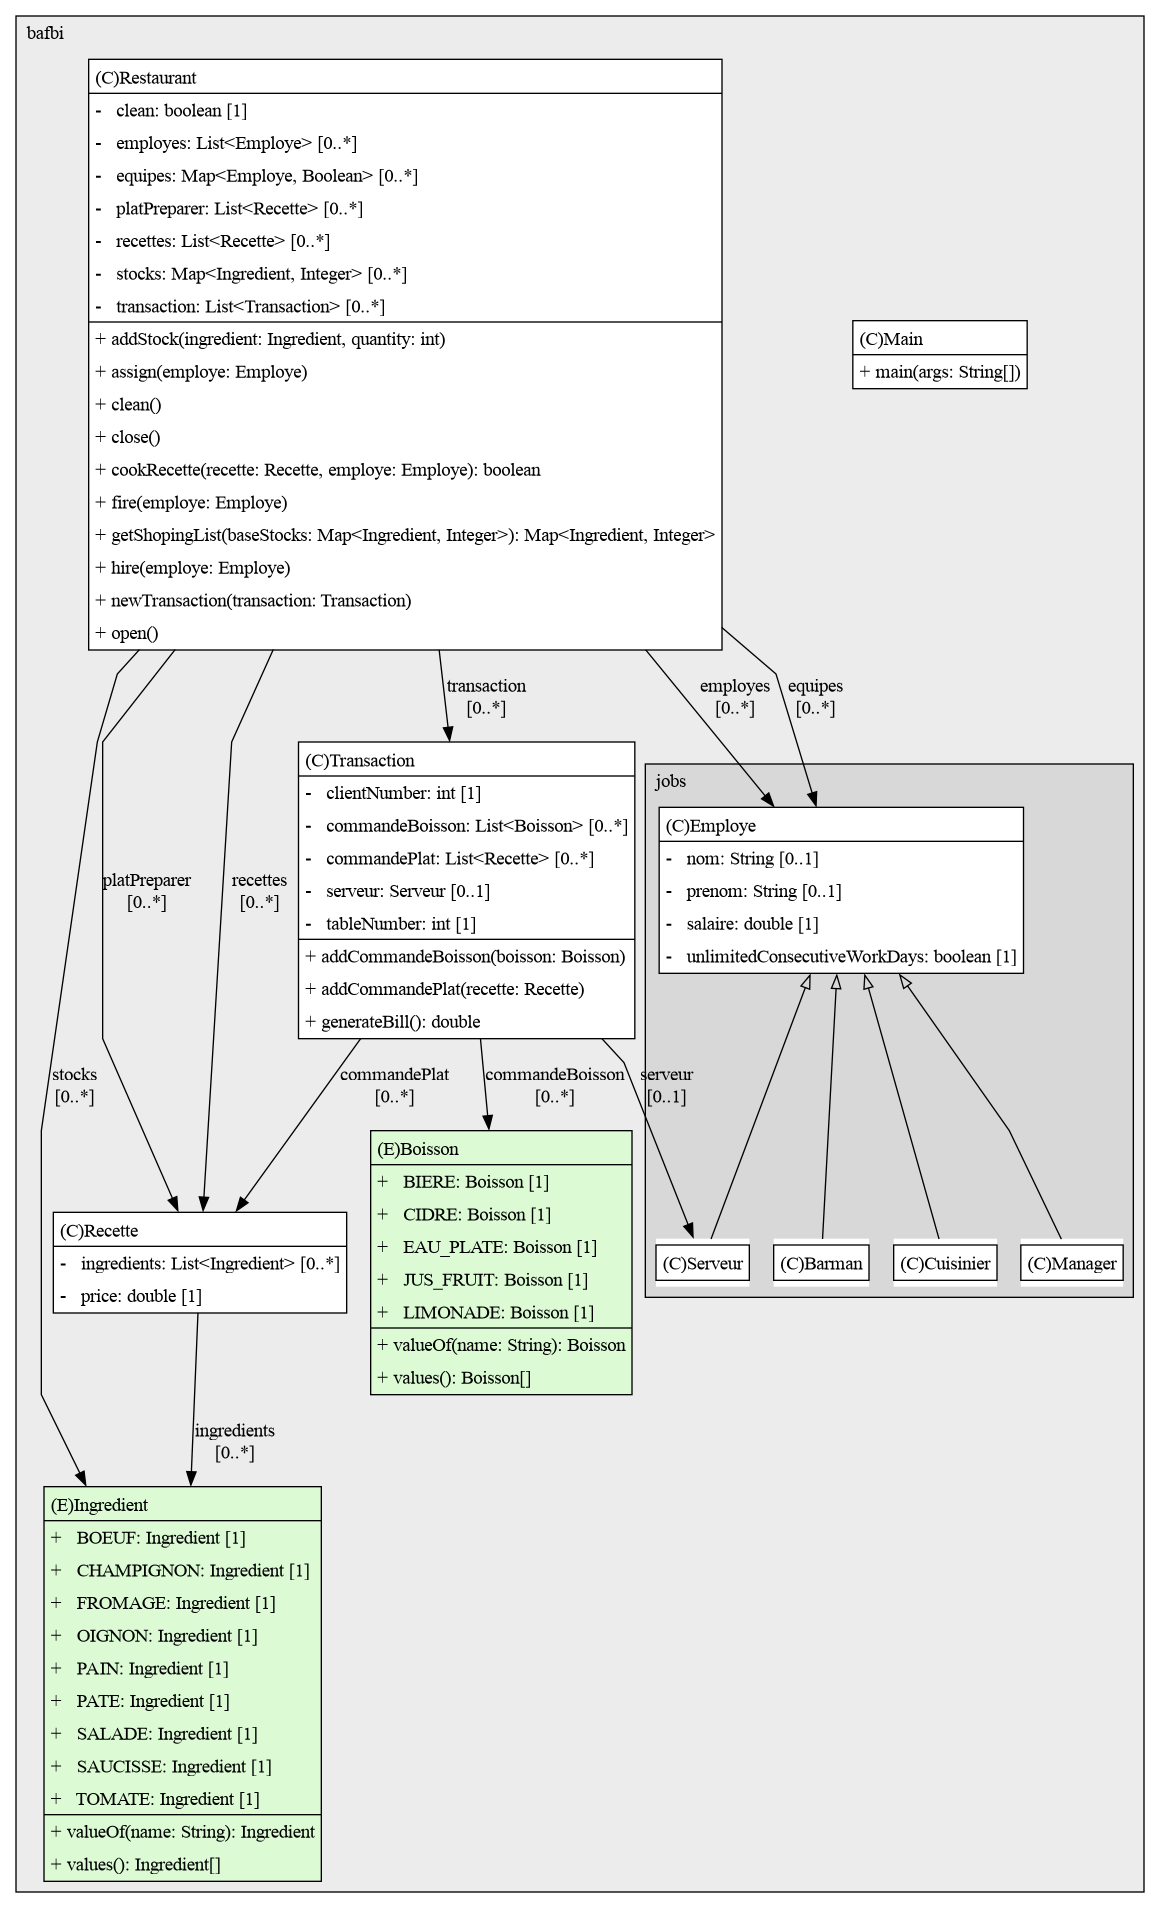 bafbi
(C)Restaurant
- clean: boolean [1]
- employes: List<Employe> [0..*]
- equipes: Map<Employe, Boolean> [0..*]
- platPreparer: List<Recette> [0..*]
- recettes: List<Recette> [0..*]
- stocks: Map<Ingredient, Integer> [0..*]
- transaction: List<Transaction> [0..*]
+ addStock(ingredient: Ingredient, quantity: int)
+ assign(employe: Employe)
+ clean()
+ close()
+ cookRecette(recette: Recette, employe: Employe): boolean
+ fire(employe: Employe)
+ getShopingList(baseStocks: Map<Ingredient, Integer>): Map<Ingredient, Integer>
+ hire(employe: Employe)
+ newTransaction(transaction: Transaction)
+ open()
(C)Main
+ main(args: String[])
transaction
[0..*]
employes
[0..*]
equipes
[0..*]
(C)Transaction
- clientNumber: int [1]
- commandeBoisson: List<Boisson> [0..*]
- commandePlat: List<Recette> [0..*]
- serveur: Serveur [0..1]
- tableNumber: int [1]
+ addCommandeBoisson(boisson: Boisson)
+ addCommandePlat(recette: Recette)
+ generateBill(): double
jobs
(C)Employe
- nom: String [0..1]
- prenom: String [0..1]
- salaire: double [1]
- unlimitedConsecutiveWorkDays: boolean [1]
platPreparer
[0..*]
recettes
[0..*]
stocks
[0..*]
commandePlat
[0..*]
commandeBoisson
[0..*]
serveur
[0..1]
(C)Recette
- ingredients: List<Ingredient> [0..*]
- price: double [1]
(E)Boisson
+ BIERE: Boisson [1]
+ CIDRE: Boisson [1]
+ EAU_PLATE: Boisson [1]
+ JUS_FRUIT: Boisson [1]
+ LIMONADE: Boisson [1]
+ valueOf(name: String): Boisson
+ values(): Boisson[]
(C)Serveur
(C)Barman
(C)Cuisinier
(C)Manager
ingredients
[0..*]
(E)Ingredient
+ BOEUF: Ingredient [1]
+ CHAMPIGNON: Ingredient [1]
+ FROMAGE: Ingredient [1]
+ OIGNON: Ingredient [1]
+ PAIN: Ingredient [1]
+ PATE: Ingredient [1]
+ SALADE: Ingredient [1]
+ SAUCISSE: Ingredient [1]
+ TOMATE: Ingredient [1]
+ valueOf(name: String): Ingredient
+ values(): Ingredient[]